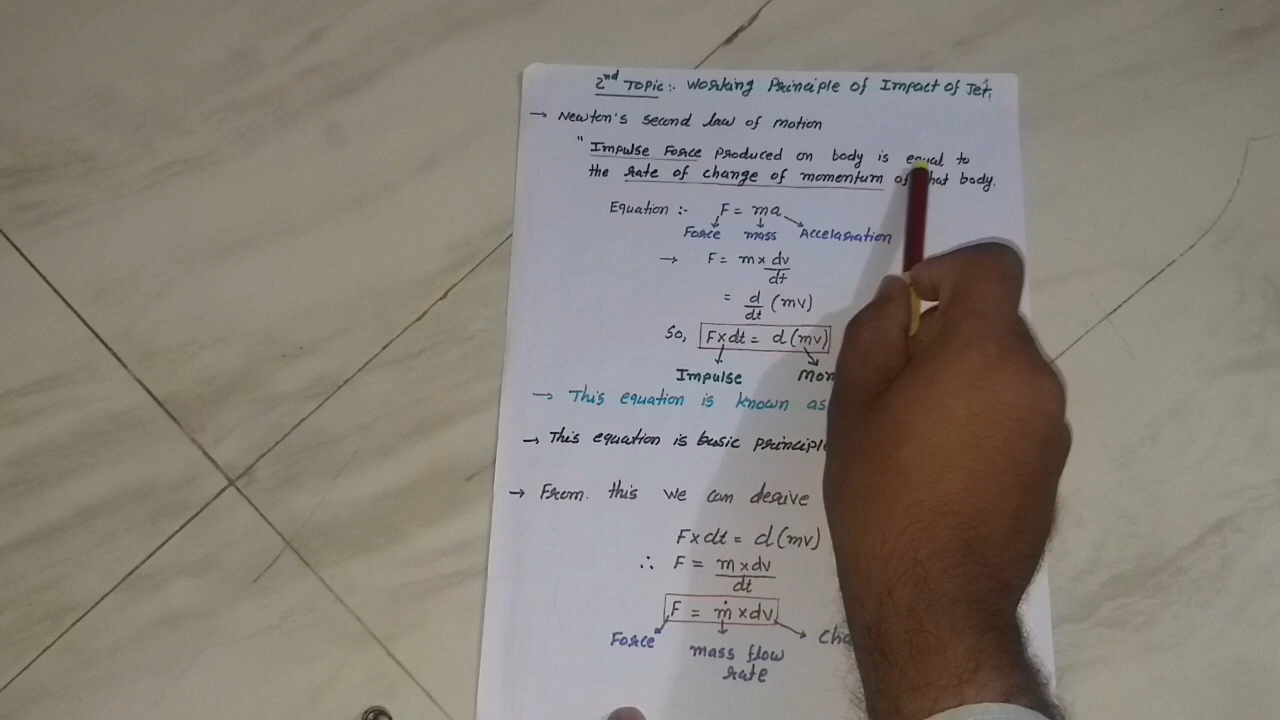 2nd Topic:- Working Principle of Impact of Jet.
→ Newton's second law of motion
"Impulse Force produced on body is equal to
the rate of change of momentum of that body.
Equation :- F = ma
Force mass Accelaration
→ F = m x dv/dt
= d/dt (mv)
So, F x dt = d(mv)
Impulse
→ This equation is known as
→ This equation is basic principle
→ From this we can derive
F x dt = d(mv)
∴ F = m x dv/dt
F = ṁ x dv
Force mass flow
rate